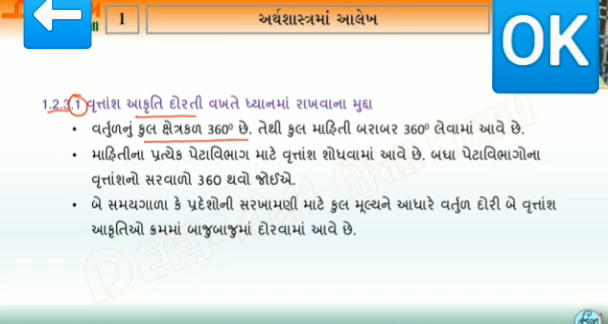 1
અર્થશાસ્ત્રમાં આલેખ
OK
1.2.3.1 વૃત્તાંશ આકૃતિ દોરતી વખતે ધ્યાનમાં રાખવાના મુદ્દા
• વર્તુળનું કુલ ક્ષેત્રફળ 360° છે. તેથી કુલ માહિતી બરાબર 360° લેવામાં આવે છે.
• માહિતીના પ્રત્યેક પેટાવિભાગ માટે વૃત્તાંશ શોધવામાં આવે છે. બધા પેટાવિભાગોના
વૃત્તાંશનો સરવાળો 360 થવો જોઈએ.
• બે સમયગાળા કે પ્રદેશોની સરખામણી માટે કુલ મૂલ્યને આધારે વર્તુળ દોરી બે વૃત્તાંશ
આકૃતિઓ ક્રમમાં બાજુબાજુમાં દોરવામાં આવે છે.